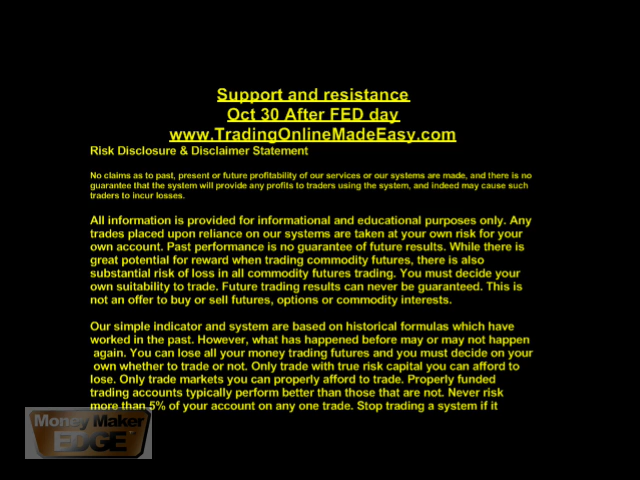 Support and resistance
Oct 30 After FED day
www.TradingOnlineMadeEasy.com
Risk Disclosure & Disclaimer Statement
No claims as to past, present or future profitability of our services or our systems are made, and there is no
guarantee that the system will provide any profits to traders using the system, and indeed may cause such
traders to incur losses.
All information is provided for informational and educational purposes only. Any
trades placed upon reliance on our systems are taken at your own risk for your
own account. Past performance is no guarantee of future results. While there is
great potential for reward when trading commodity futures, there is also
substantial risk of loss in all commodity futures trading. You must decide your
own suitability to trade. Future trading results can never be guaranteed. This is
not an offer to buy or sell futures, options or commodity interests.
Our simple indicator and system are based on historical formulas which have
worked in the past. However, what has happened before may or may not happen
again. You can lose all your money trading futures and you must decide on your
own whether to trade or not. Only trade with true risk capital you can afford to
lose. Only trade markets you can properly afford to trade. Properly funded
trading accounts typically perform better than those that are not. Never risk
more than 5% of your account on any one trade. Stop trading a system if it
Money Maker
EDGE